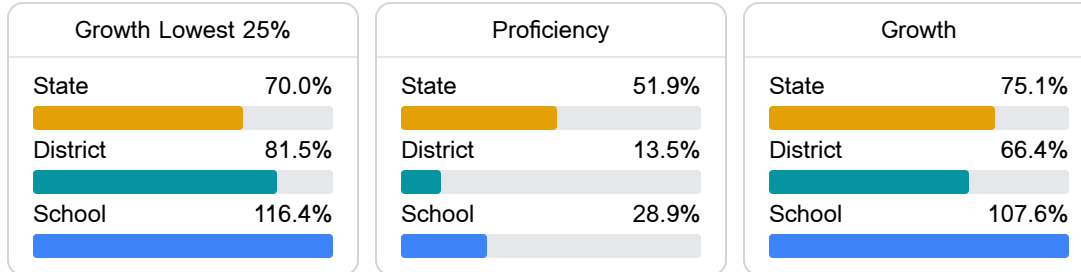 Growth Lowest 25%
State 70.0%
District 81.5%
School 116.4%
Proficiency
State 51.9%
District 13.5%
School 28.9%
Growth
State 75.1%
District 66.4%
School 107.6%